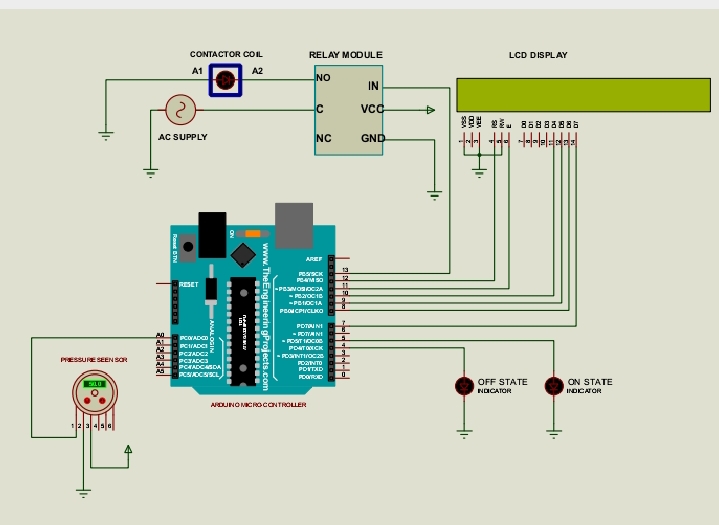 CONTACTOR COIL
RELAY MODULE
LCD DISPLAY
A1
A2
NO
IN
C
VCC
NC
GND
AC SUPPLY
VSS
VDD
VEE
RS
RW
E
D0
D1
D2
D3
D4
D5
D6
D7
1
2
3
4
5
6
7
8
9
10
11
12
13
14
Reset BTN
ON
www.TheEngineeringProjects.com
ANALOG IN
RESET
A0
A1
A2
A3
A4
A5
PC0/ADC0
PC1/ADC1
PC2/ADC2
PC3/ADC3
PC4/ADC4/SDA
PC5/ADC5/SCL
AREF
PB5/SCK
PB4/MISO
~ PB3/MOSI/OC2A
~ PB2/OC1B
~ PB1/OC1A
PB0/ICP1/CLKO
PD7/AIN1
~ PD6/T1/OC0B
PD4/T0/XCK
~ PD3/INT1/OC2B
PD2/INT0
PD1/TXD
PD0/RXD
13
12
11
10
9
8
7
6
5
4
3
2
1
0
ARDUINO MICROCONTROLLER
PRESSURE SEENSOR
50.0
1 2 3 4 5 6
OFF STATE
INDICATOR
ON STATE
INDICATOR